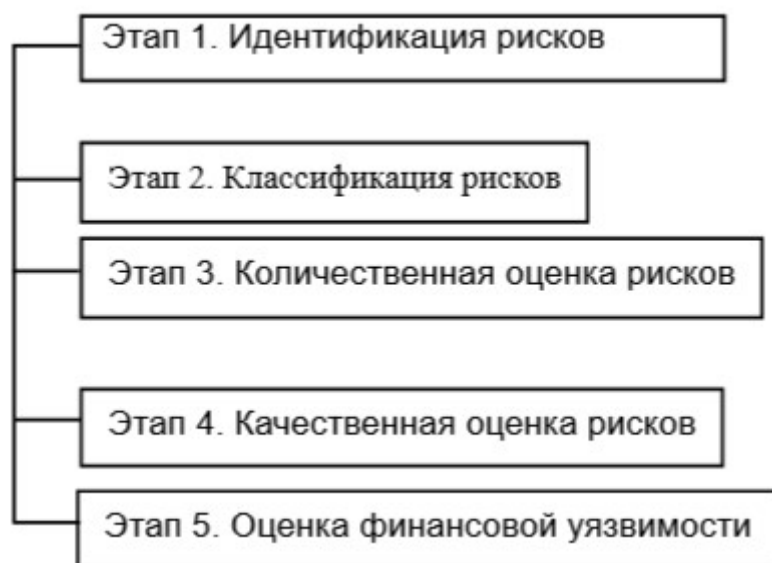 Этап 1. Идентификация рисков
Этап 2. Классификация рисков
Этап 3. Количественная оценка рисков
Этап 4. Качественная оценка рисков
Этап 5. Оценка финансовой уязвимости